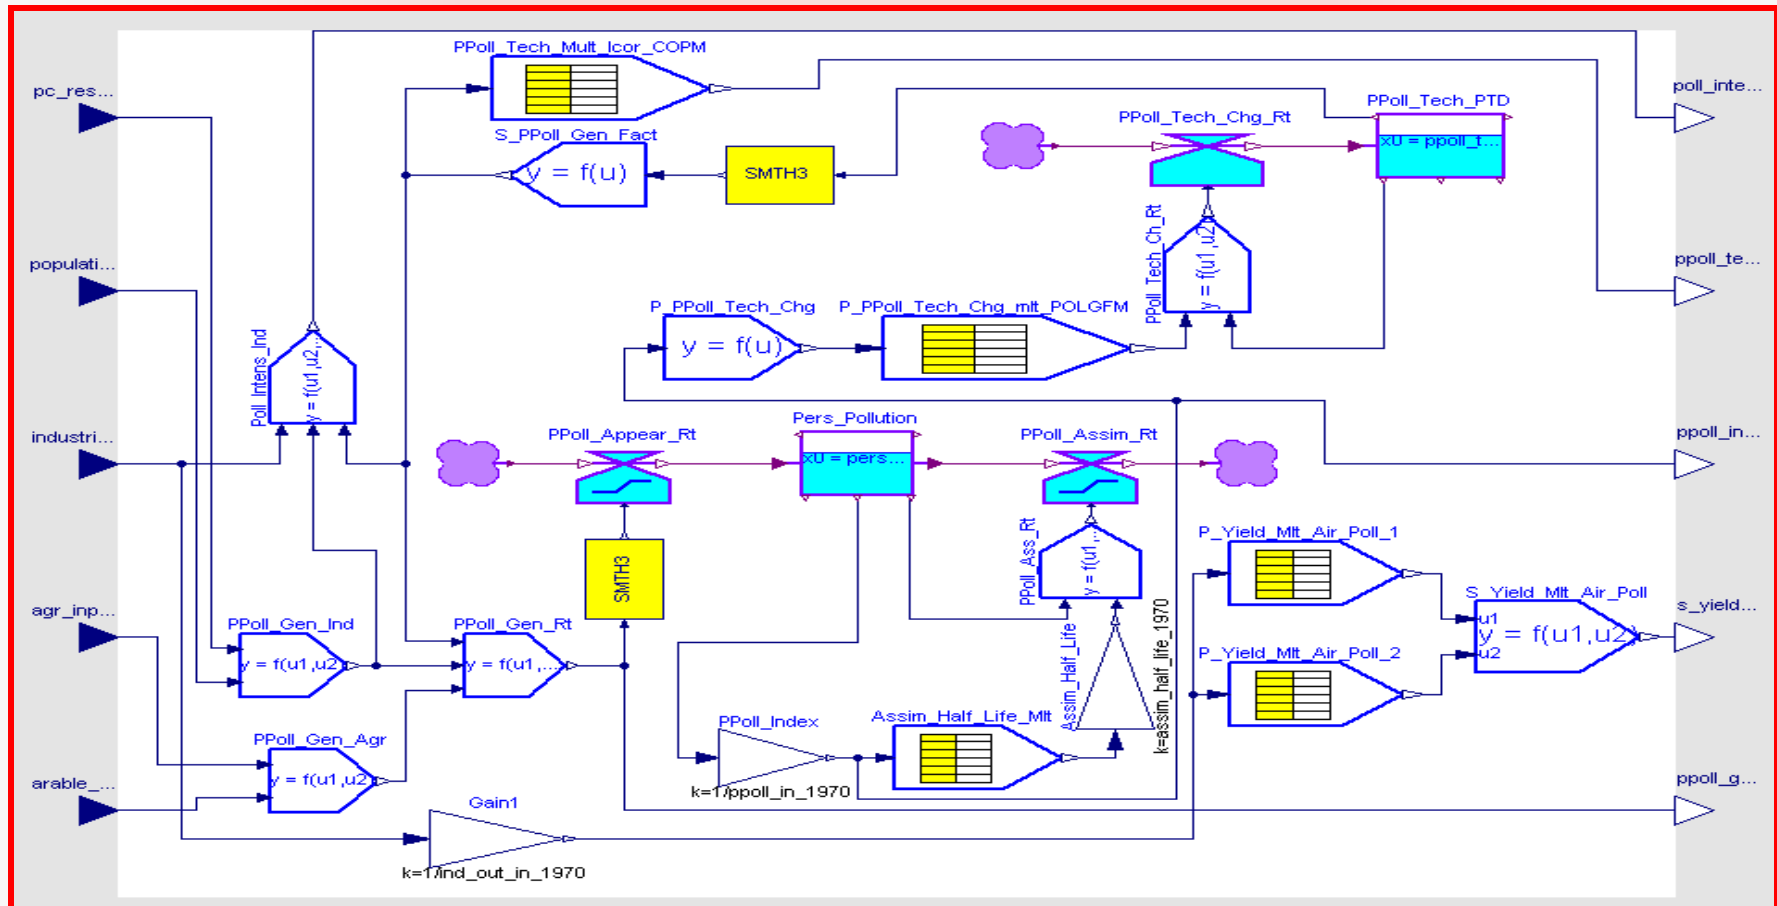 PPoll_Tech_Mult_Icor_COPM
pc_res...
poll_inte...
PPoll_Tech_PTD
PPoll_Tech_Chg_Rt
S_PPoll_Gen_Fact
xU = ppoll_t...
y = f(u)
SMTH3
PPoll_Tech_Ch_Rt
y = f(u1,u2)
populati...
ppoll_te...
P_PPoll_Tech_Chg
P_PPoll_Tech_Chg_mlt_POLGFM
y = f(u)
Poll_Intens_Ind
y = f(u1,u2,...
industri...
ppoll_in...
PPoll_Appear_Rt
Pers_Pollution
PPoll_Assim_Rt
xU = pers...
SMTH3
PPoll_Ass_Rt
y = f(u1,...
P_Yield_Mlt_Air_Poll_1
agr_inp...
s_yield...
PPoll_Gen_Ind
y = f(u1,u2
PPoll_Gen_Rt
y = f(u1,...
S_Yield_Mlt_Air_Poll
u1
y = f(u1,u2)
u2
P_Yield_Mlt_Air_Poll_2
Assim_Half_Life
k=assim_half_life_1970
PPoll_Index
k=1/ppoll_in_1970
Assim_Half_Life_Mlt
PPoll_Gen_Agr
y = f(u1,u2
arable_...
ppoll_g...
Gain1
k=1/ind_out_in_1970